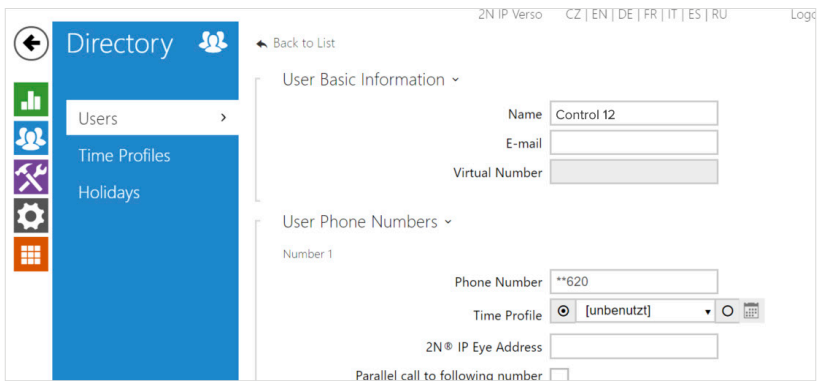 2N IP Verso CZ | EN | DE | FR | IT | ES | RU
Directory
Back to List
User Basic Information
Users
Name Control 12
E-mail
Time Profiles
Virtual Number
Holidays
User Phone Numbers
Number 1
Phone Number **620
Time Profile [unbenutzt]
2N® IP Eye Address
Parallel call to following number